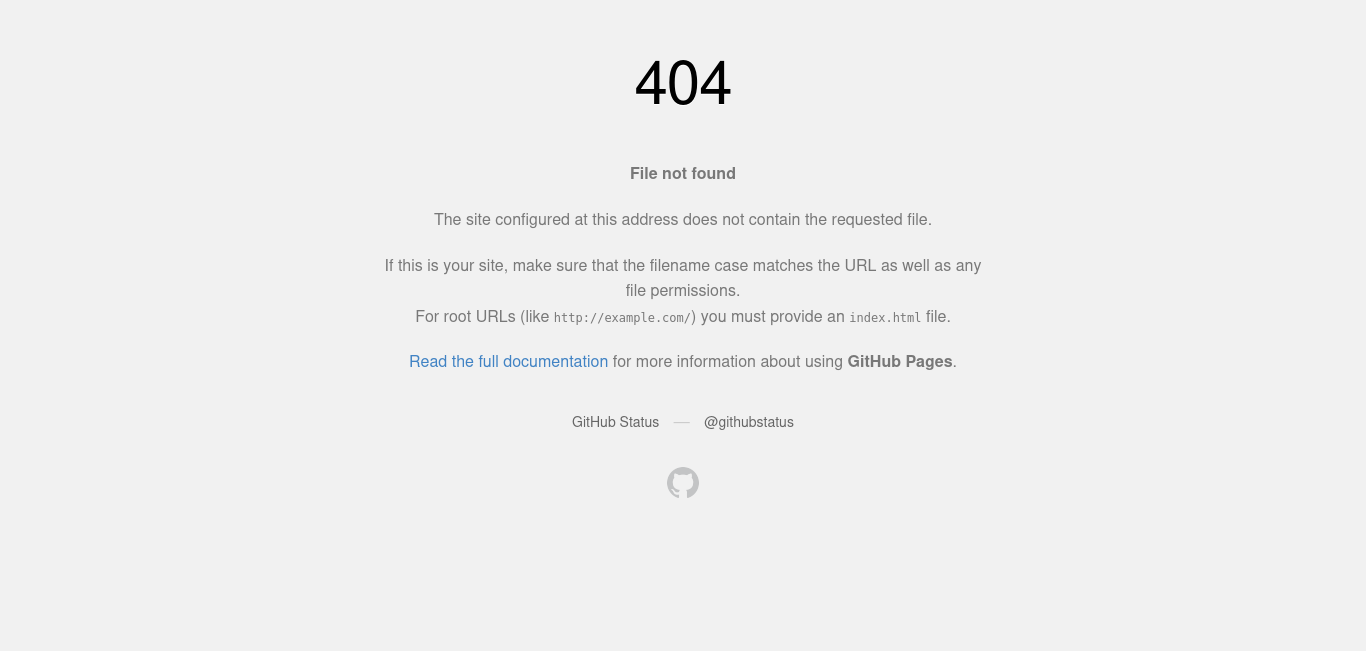 404
File not found
The site configured at this address does not contain the requested file.
If this is your site, make sure that the filename case matches the URL as well as any
file permissions.
For root URLs (like http://example.com/) you must provide an index.html file.
Read the full documentation for more information about using GitHub Pages.
GitHub Status — @githubstatus